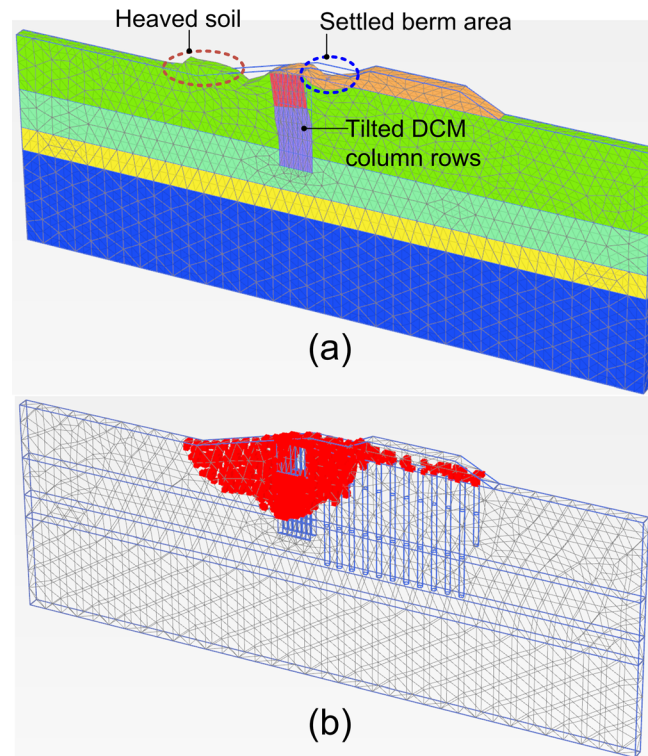 Heaved soil
Settled berm area
Tilted DCM
column rows
(a)
(b)